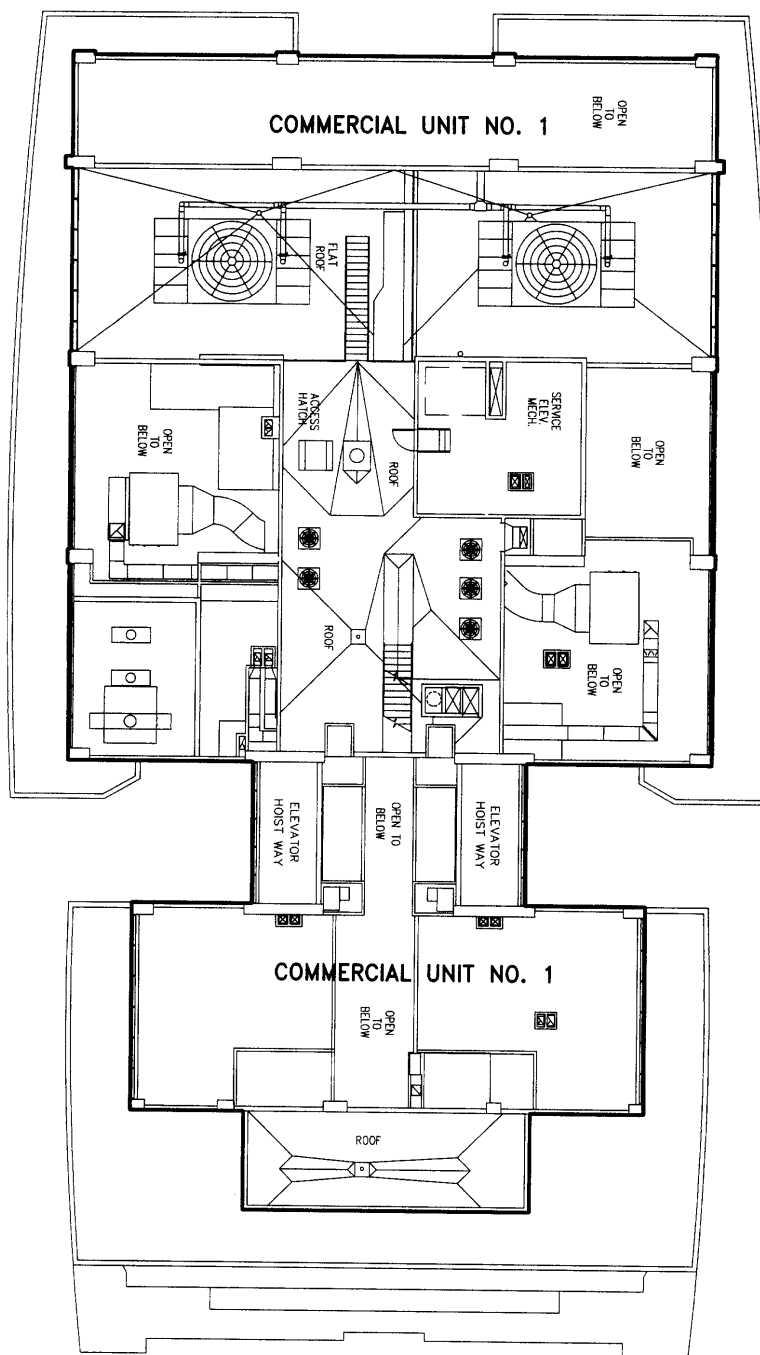 OPEN
TO
BELOW
COMMERCIAL UNIT NO. 1
FLAT
ROOF
ACCESS
HATCH
SERVICE
ELEV.
MECH.
OPEN
TO
BELOW
OPEN
TO
BELOW
ROOF
ROOF
OPEN
TO
BELOW
ELEVATOR
HOIST WAY
OPEN TO
BELOW
ELEVATOR
HOIST WAY
COMMERCIAL UNIT NO. 1
OPEN
TO
BELOW
ROOF